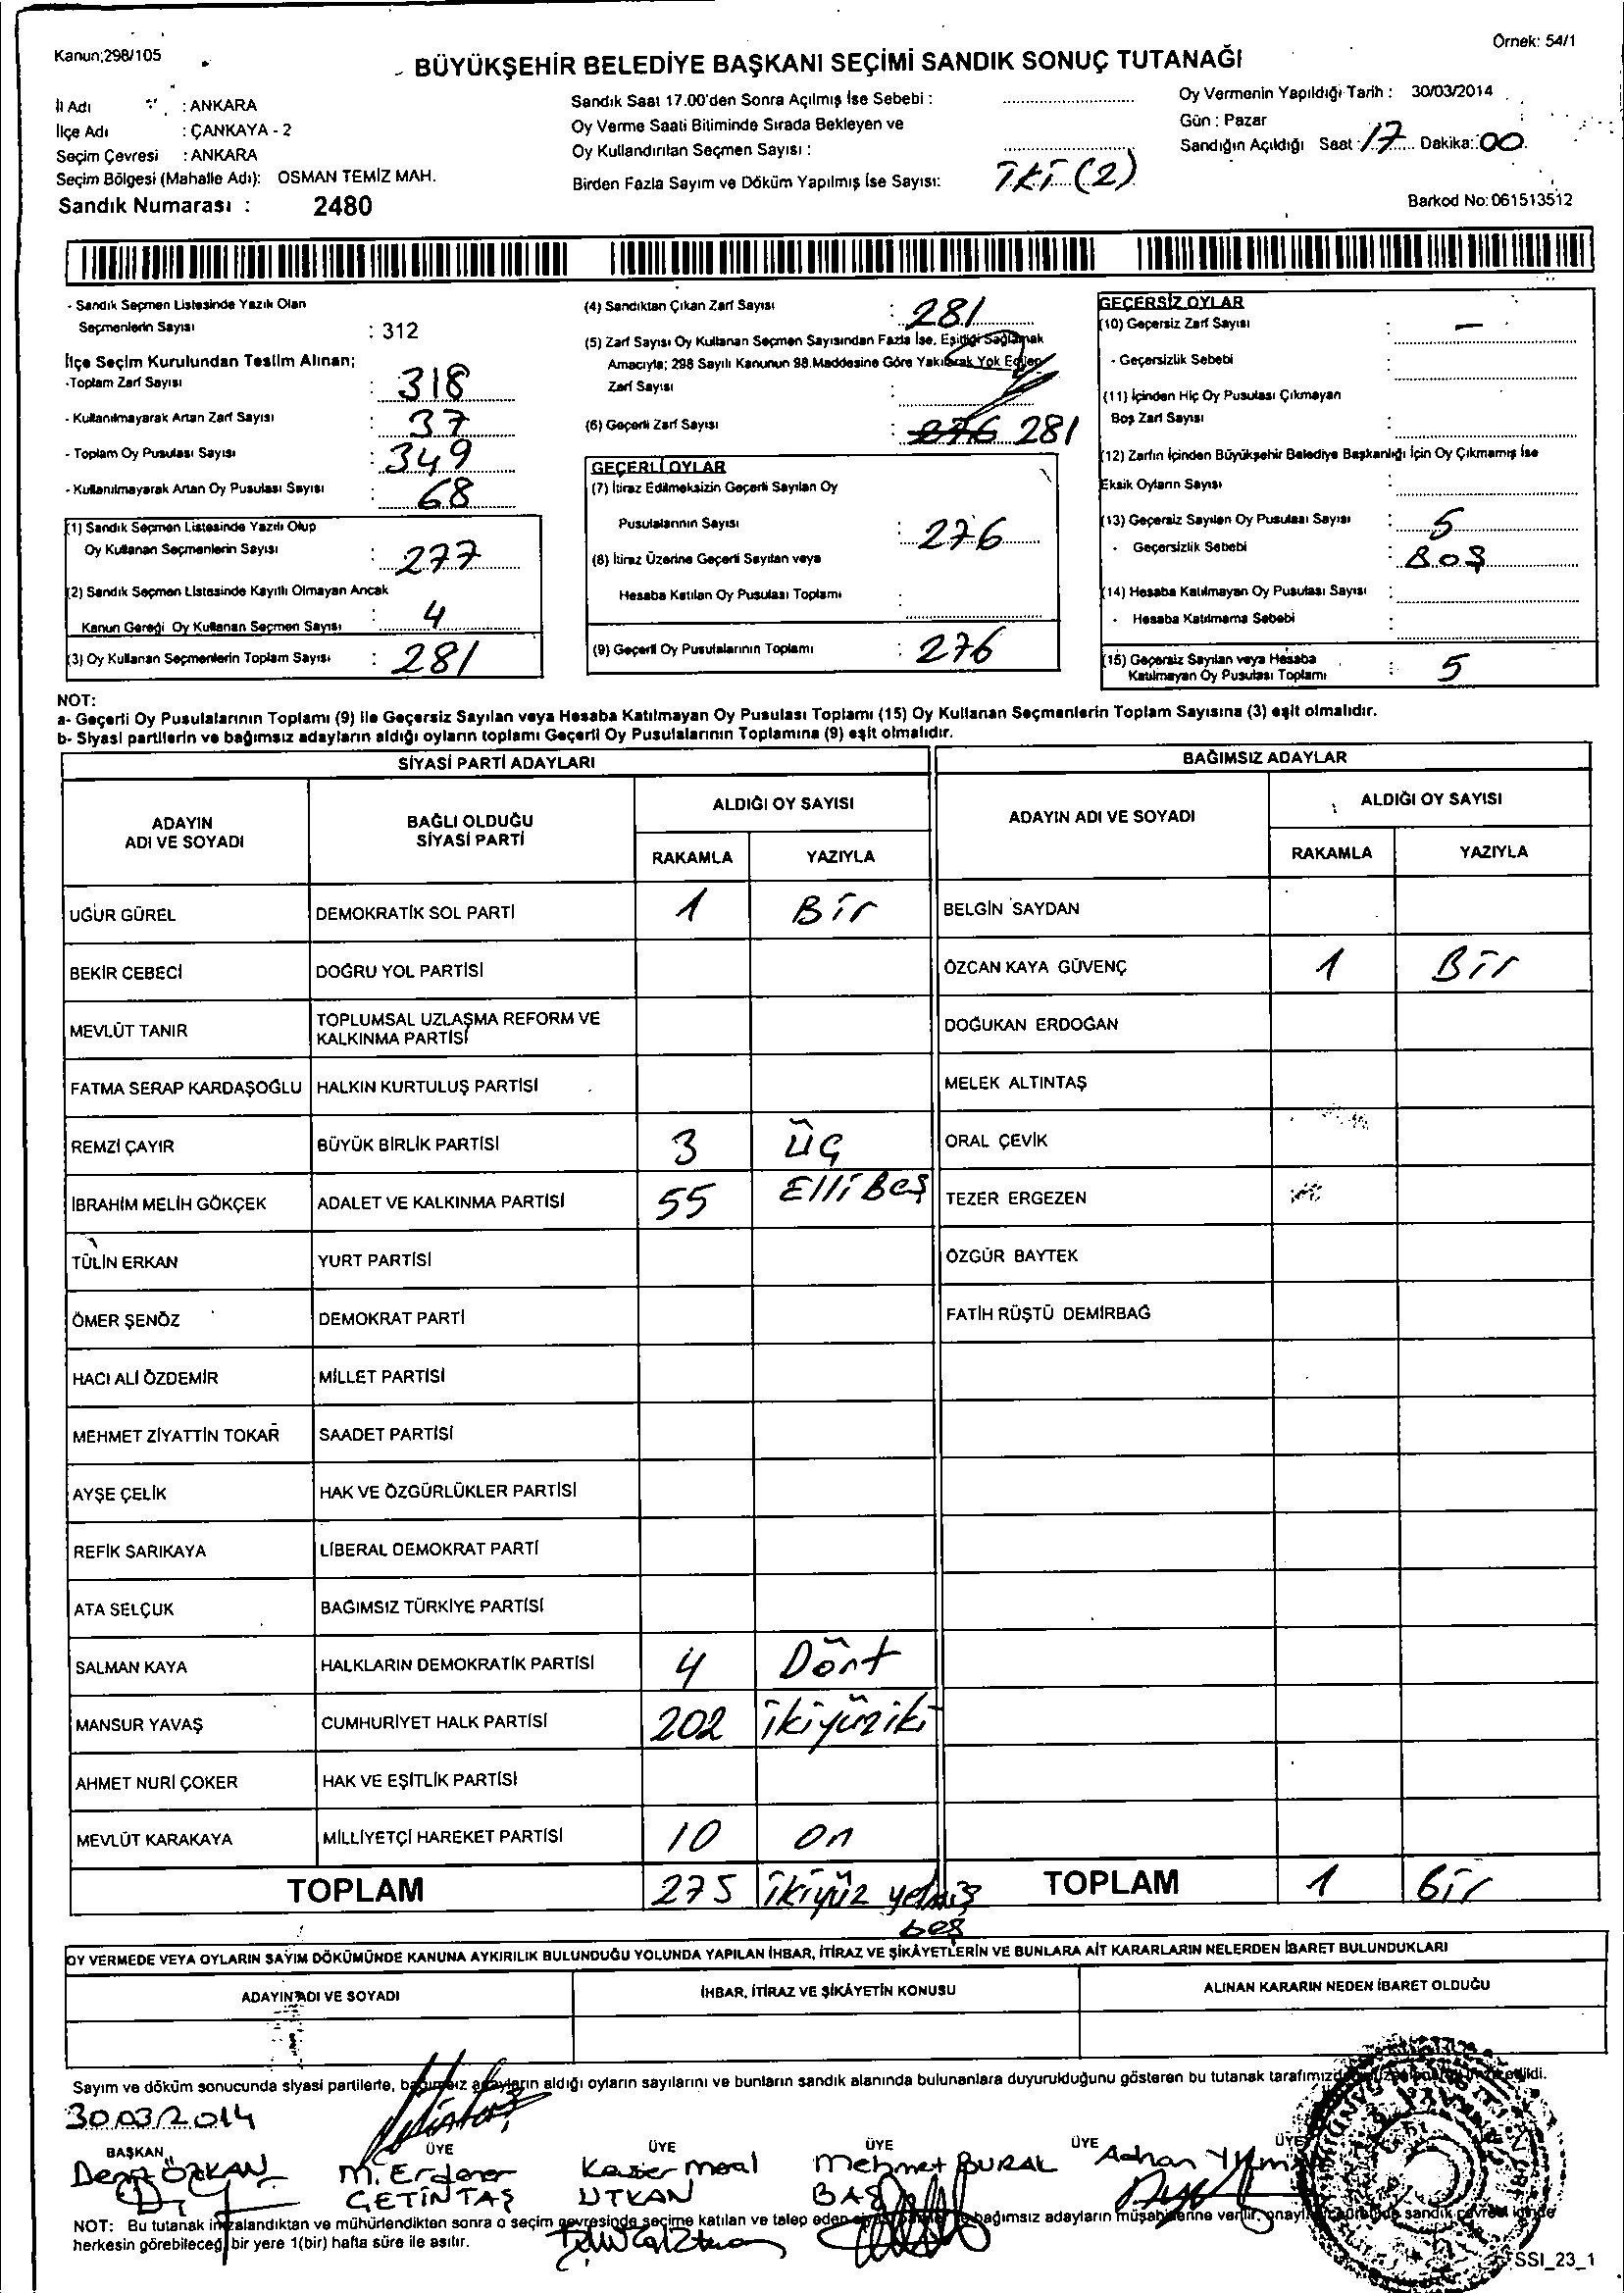 Kanun;298/105
Örnek: 54/1
BÜYÜKŞEHİR BELEDİYE BAŞKANI SEÇİMİ SANDIK SONUÇ TUTANAĞI
İl Adı : ANKARA
İlçe Adı : ÇANKAYA - 2
Seçim Çevresi : ANKARA
Seçim Bölgesi (Mahalle Adı): OSMAN TEMİZ MAH.
Sandık Numarası : 2480
Sandık Saat 17.00'den Sonra Açılmış İse Sebebi :
Oy Verme Saati Bitiminde Sırada Bekleyen ve
Oy Kullandırılan Seçmen Sayısı :
Birden Fazla Sayım ve Döküm Yapılmış İse Sayısı: İKİ (2)
Oy Vermenin Yapıldığı Tarih : 30/03/2014
Gün : Pazar
Sandığın Açıldığı Saat : 17 Dakika: 00
Barkod No: 061513512
- Sandık Seçmen Listesinde Yazılı Olan
Seçmenlerin Sayısı : 312
İlçe Seçim Kurulundan Teslim Alınan;
-Toplam Zarf Sayısı : 318
- Kullanılmayarak Artan Zarf Sayısı : 37
- Toplam Oy Pusulası Sayısı : 349
- Kullanılmayarak Artan Oy Pusulası Sayısı : 68
(1) Sandık Seçmen Listesinde Yazılı Olup
Oy Kullanan Seçmenlerin Sayısı : 277
(2) Sandık Seçmen Listesinde Kayıtlı Olmayan Ancak
Kanun Gereği Oy Kullanan Seçmen Sayısı : 4
(3) Oy Kullanan Seçmenlerin Toplam Sayısı : 281
(4) Sandıktan Çıkan Zarf Sayısı : 281
(5) Zarf Sayısı Oy Kullanan Seçmen Sayısından Fazla İse, Eşitliği Sağlamak
Amacıyla; 298 Sayılı Kanunun 98.Maddesine Göre Yakılarak Yok Edilen
Zarf Sayısı :
(6) Geçerli Zarf Sayısı : 276 281
GEÇERLİ OYLAR
(7) İtiraz Edilmeksizin Geçerli Sayılan Oy
Pusulalarının Sayısı : 276
(8) İtiraz Üzerine Geçerli Sayılan veya
Hesaba Katılan Oy Pusulası Toplamı :
(9) Geçerli Oy Pusulalarının Toplamı : 276
GEÇERSİZ OYLAR
(10) Geçersiz Zarf Sayısı : –
- Geçersizlik Sebebi :
(11) İçinden Hiç Oy Pusulası Çıkmayan
Boş Zarf Sayısı :
(12) Zarfın İçinden Büyükşehir Belediye Başkanlığı İçin Oy Çıkmamış İse
Eksik Oyların Sayısı :
(13) Geçersiz Sayılan Oy Pusulası Sayısı : 5
- Geçersizlik Sebebi : BOŞ
(14) Hesaba Katılmayan Oy Pusulası Sayısı :
- Hesaba Katılmama Sebebi :
(15) Geçersiz Sayılan veya Hesaba
Katılmayan Oy Pusulası Toplamı : 5
NOT:
a- Geçerli Oy Pusulalarının Toplamı (9) ile Geçersiz Sayılan veya Hesaba Katılmayan Oy Pusulası Toplamı (15) Oy Kullanan Seçmenlerin Toplam Sayısına (3) eşit olmalıdır.
b- Siyasi partilerin ve bağımsız adayların aldığı oyların toplamı Geçerli Oy Pusulalarının Toplamına (9) eşit olmalıdır.
SİYASİ PARTİ ADAYLARI
ADAYIN ADI VE SOYADI
BAĞLI OLDUĞU SİYASİ PARTİ
ALDIĞI OY SAYISI
RAKAMLA YAZIYLA
UĞUR GÜREL DEMOKRATİK SOL PARTİ 1 Bir
BEKİR CEBECİ DOĞRU YOL PARTİSİ
MEVLÜT TANIR TOPLUMSAL UZLAŞMA REFORM VE
KALKINMA PARTİSİ
FATMA SERAP KARDAŞOĞLU HALKIN KURTULUŞ PARTİSİ
REMZİ ÇAYIR BÜYÜK BİRLİK PARTİSİ 3 üç
İBRAHİM MELİH GÖKÇEK ADALET VE KALKINMA PARTİSİ 55 Elli Beş
TÜLİN ERKAN YURT PARTİSİ
ÖMER ŞENÖZ DEMOKRAT PARTİ
HACI ALİ ÖZDEMİR MİLLET PARTİSİ
MEHMET ZİYATTİN TOKAR SAADET PARTİSİ
AYŞE ÇELİK HAK VE ÖZGÜRLÜKLER PARTİSİ
REFİK SARIKAYA LİBERAL DEMOKRAT PARTİ
ATA SELÇUK BAĞIMSIZ TÜRKİYE PARTİSİ
SALMAN KAYA HALKLARIN DEMOKRATİK PARTİSİ 4 Dört
MANSUR YAVAŞ CUMHURİYET HALK PARTİSİ 202 ikiyüziki
AHMET NURİ ÇOKER HAK VE EŞİTLİK PARTİSİ
MEVLÜT KARAKAYA MİLLİYETÇİ HAREKET PARTİSİ 10 on
TOPLAM 275 ikiyüz yetmiş
beş
BAĞIMSIZ ADAYLAR
ADAYIN ADI VE SOYADI
ALDIĞI OY SAYISI
RAKAMLA YAZIYLA
BELGİN SAYDAN
ÖZCAN KAYA GÜVENÇ 1 Bir
DOĞUKAN ERDOĞAN
MELEK ALTINTAŞ
ORAL ÇEVİK
TEZER ERGEZEN
ÖZGÜR BAYTEK
FATİH RÜŞTÜ DEMİRBAĞ
TOPLAM 1 Bir
OY VERMEDE VEYA OYLARIN SAYIM DÖKÜMÜNDE KANUNA AYKIRILIK BULUNDUĞU YOLUNDA YAPILAN İHBAR, İTİRAZ VE ŞİKÂYETLERİN VE BUNLARA AİT KARARLARIN NELERDEN İBARET BULUNDUKLARI
ADAYIN ADI VE SOYADI
İHBAR, İTİRAZ VE ŞİKÂYETİN KONUSU
ALINAN KARARIN NEDEN İBARET OLDUĞU
Sayım ve döküm sonucunda siyasi partilerle, bağımsız adayların aldığı oyların sayılarını ve bunların sandık alanında bulunanlara duyurulduğunu gösteren bu tutanak
30.03.2014
BAŞKAN ÜYE ÜYE ÜYE ÜYE ÜYE
Deniz ÖZKAN M. Erdener Mehmet Adnan
ÇETİNTAŞ UTKAN BAŞ
NOT: Bu tutanak imzalandıktan ve mühürlendikten sonra o seçim çevresinde seçime katılan ve talep eden bağımsız adayların müşahitlerine verilir,
herkesin görebileceği bir yere 1(bir) hafta süre ile asılır.
SSI_23_1